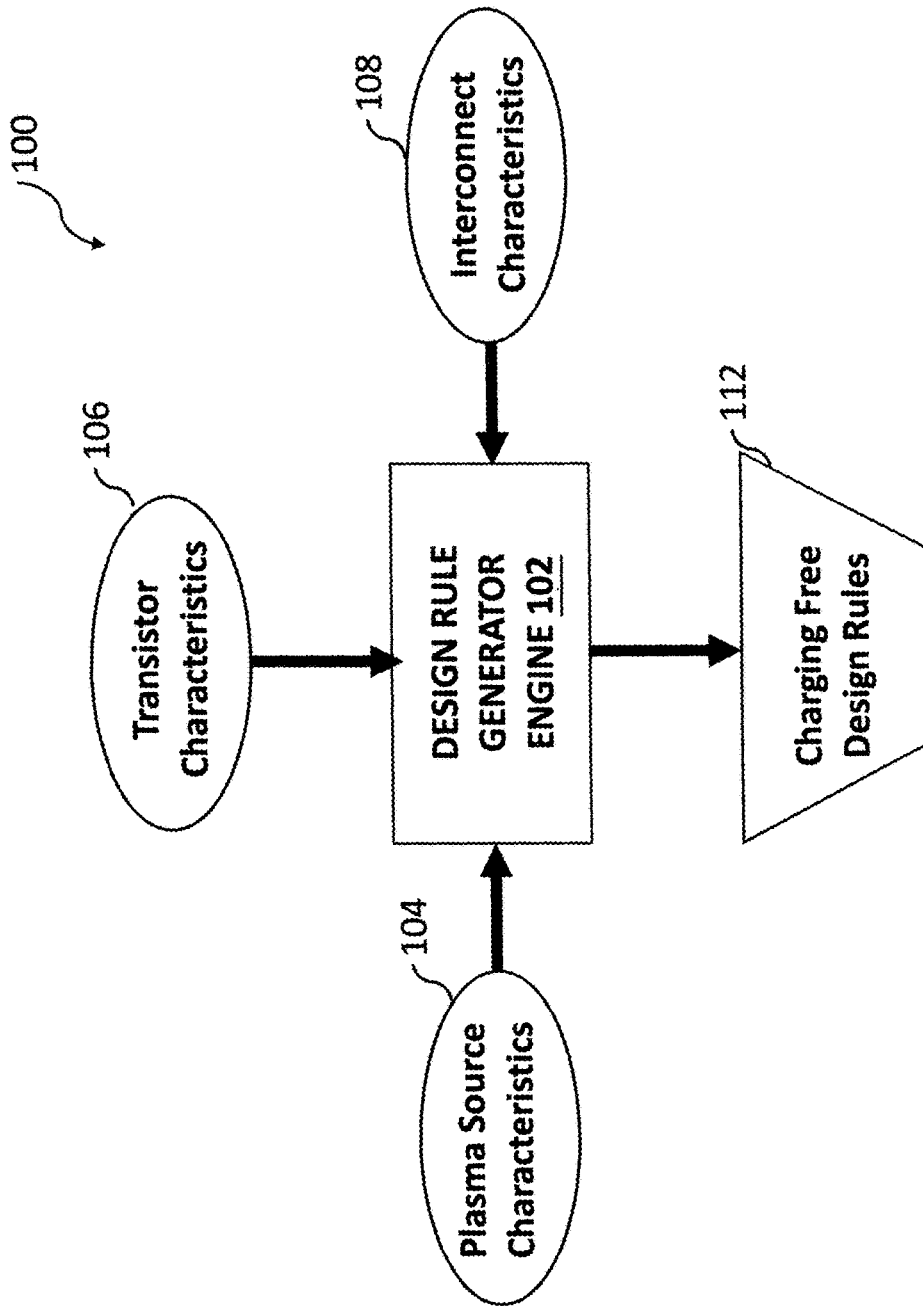 100
106
Transistor
Characteristics
104
Plasma Source
Characteristics
DESIGN RULE
GENERATOR
ENGINE 102
108
Interconnect
Characteristics
112
Charging Free
Design Rules